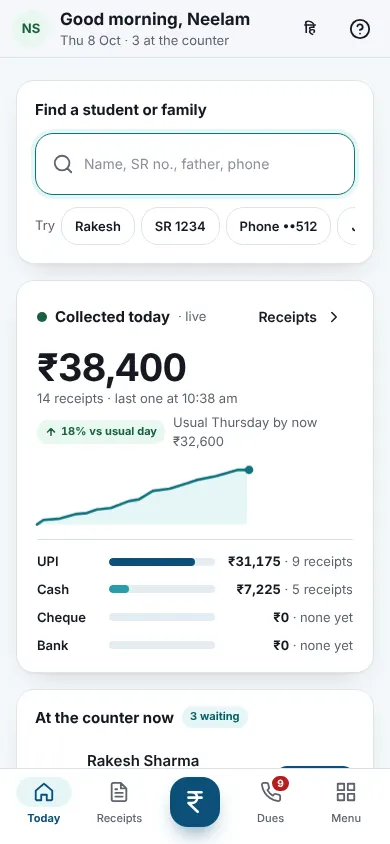 NS
Good morning, Neelam
Thu 8 Oct · 3 at the counter
हि
Find a student or family
Name, SR no., father, phone
Try
Rakesh
SR 1234
Phone ••512
Collected today · live
Receipts
₹38,400
14 receipts · last one at 10:38 am
18% vs usual day
Usual Thursday by now
₹32,600
UPI ₹31,175 · 9 receipts
Cash ₹7,225 · 5 receipts
Cheque ₹0 · none yet
Bank ₹0 · none yet
At the counter now
3 waiting
Rakesh Sharma
Today
Receipts
₹
9
Dues
Menu